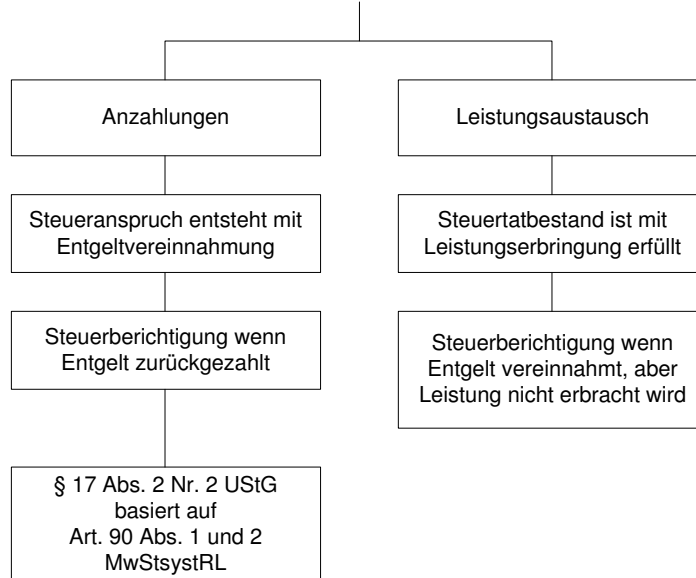 Anzahlungen
Steueranspruch entsteht mit
Entgeltvereinnahmung
Steuerberichtigung wenn
Entgelt zurückgezahlt
§ 17 Abs. 2 Nr. 2 UStG
basiert auf
Art. 90 Abs. 1 und 2
MwStsystRL
Leistungsaustausch
Steuertatbestand ist mit
Leistungserbringung erfüllt
Steuerberichtigung wenn
Entgelt vereinnahmt, aber
Leistung nicht erbracht wird